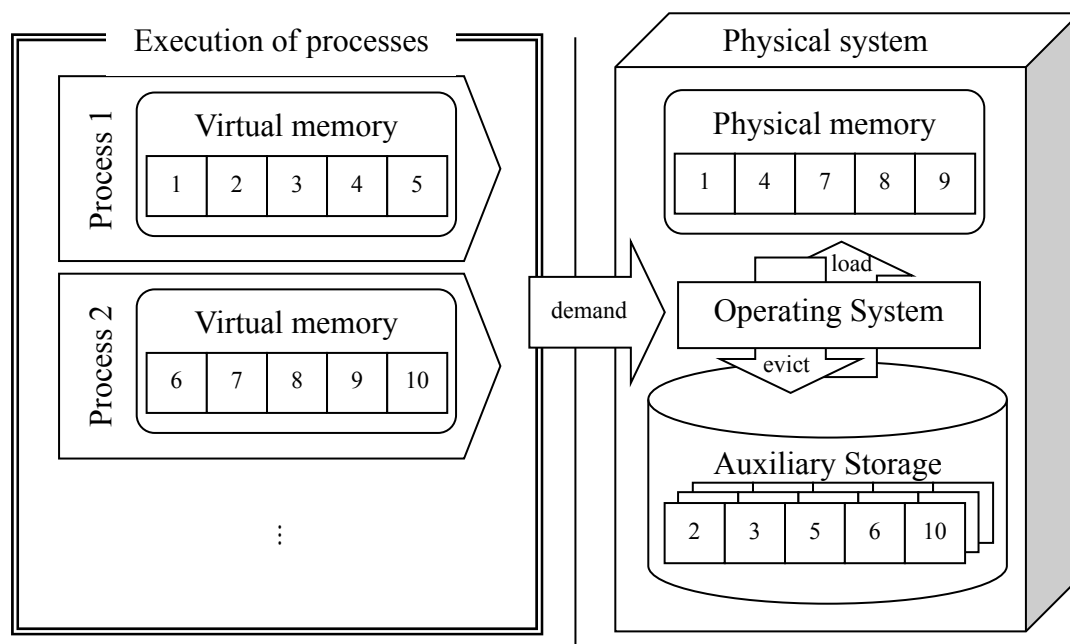 Execution of processes
Process 1
Virtual memory
1 2 3 4 5
Process 2
Virtual memory
6 7 8 9 10
⋮
demand
Physical system
Physical memory
1 4 7 8 9
load
Operating System
evict
Auxiliary Storage
2 3 5 6 10